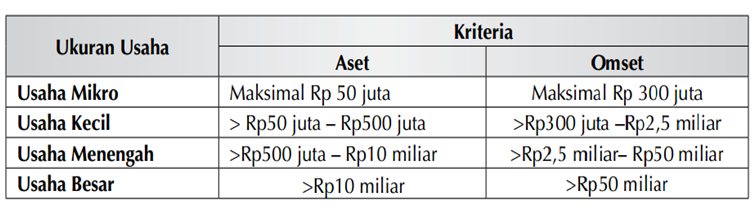 Ukuran Usaha Kriteria
Aset Omset
Usaha Mikro Maksimal Rp 50 juta Maksimal Rp 300 juta
Usaha Kecil > Rp50 juta – Rp500 juta >Rp300 juta –Rp2,5 miliar
Usaha Menengah >Rp500 juta – Rp10 miliar >Rp2,5 miliar– Rp50 miliar
Usaha Besar >Rp10 miliar >Rp50 miliar